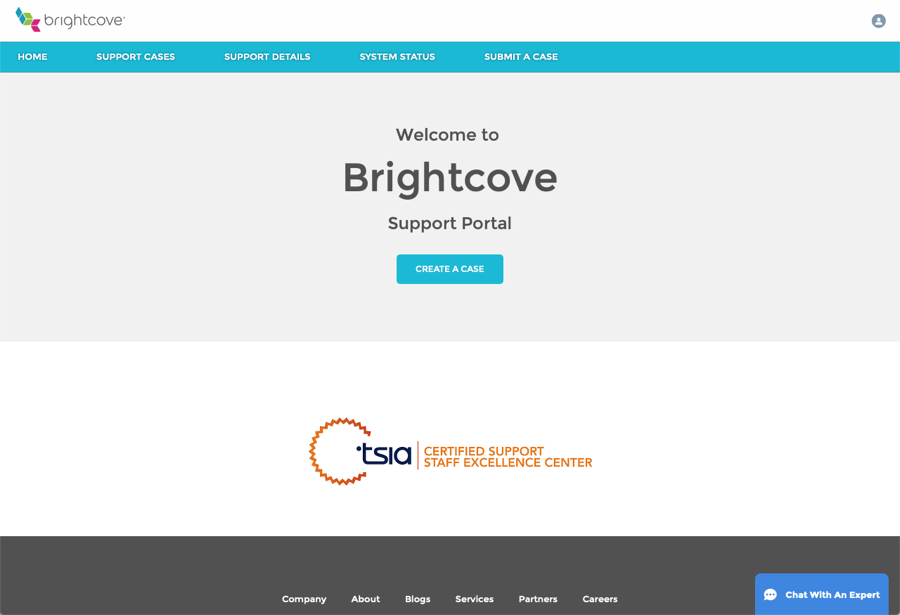 brightcove
HOME SUPPORT CASES SUPPORT DETAILS SYSTEM STATUS SUBMIT A CASE
Welcome to
Brightcove
Support Portal
CREATE A CASE
tsia
CERTIFIED SUPPORT
STAFF EXCELLENCE CENTER
Company About Blogs Services Partners Careers
Chat With An Expert